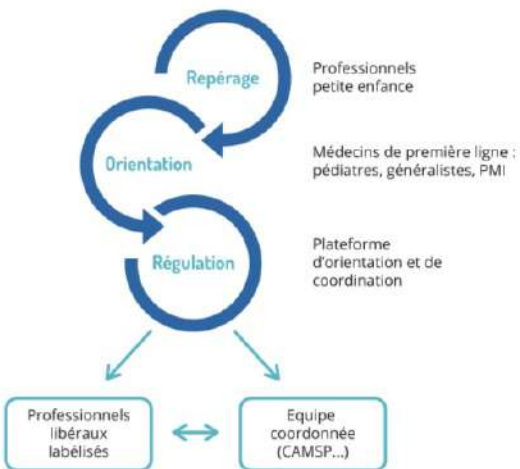 Repérage
Professionnels
petite enfance
Orientation
Médecins de première ligne :
pédiatres, généralistes, PMI
Régulation
Plateforme
d'orientation et de
coordination
Professionnels
libéraux
labélisés
Equipe
coordonnée
(CAMSP...)